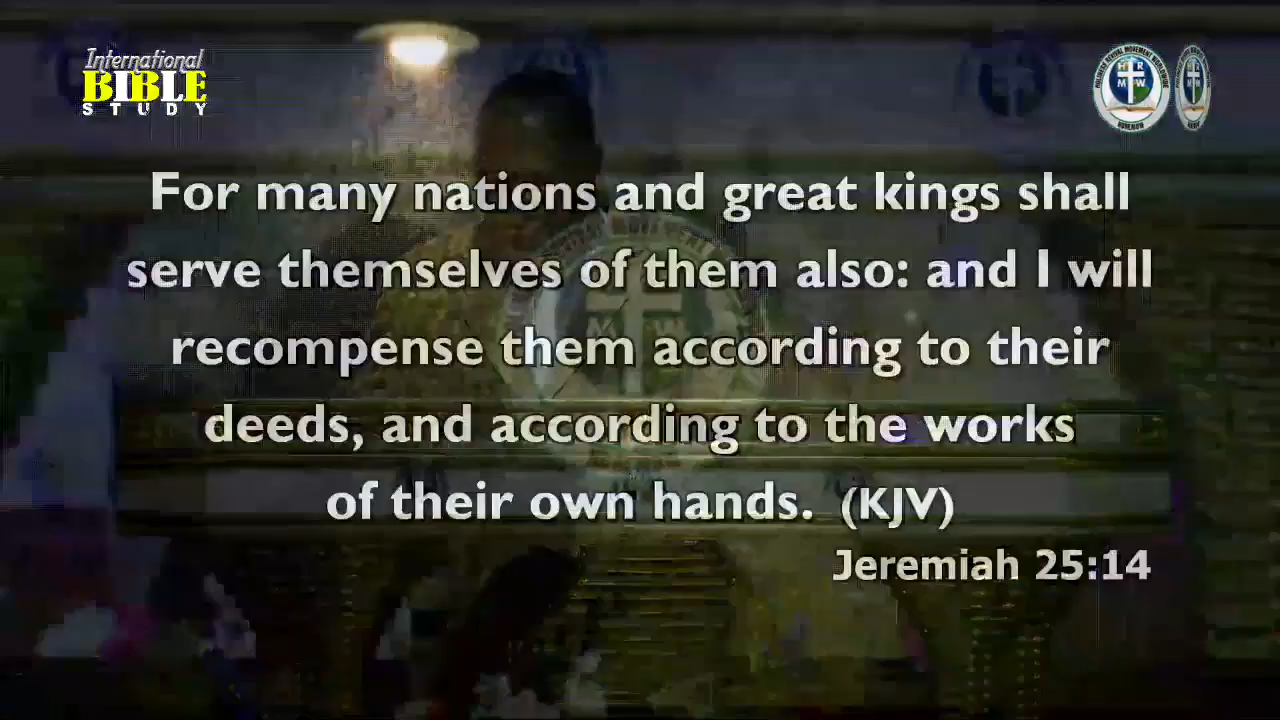 International
BIBLE
STUDY
H R
M W
For many nations and great kings shall
serve themselves of them also: and I will
recompense them according to their
deeds, and according to the works
of their own hands. (KJV)
Jeremiah 25:14